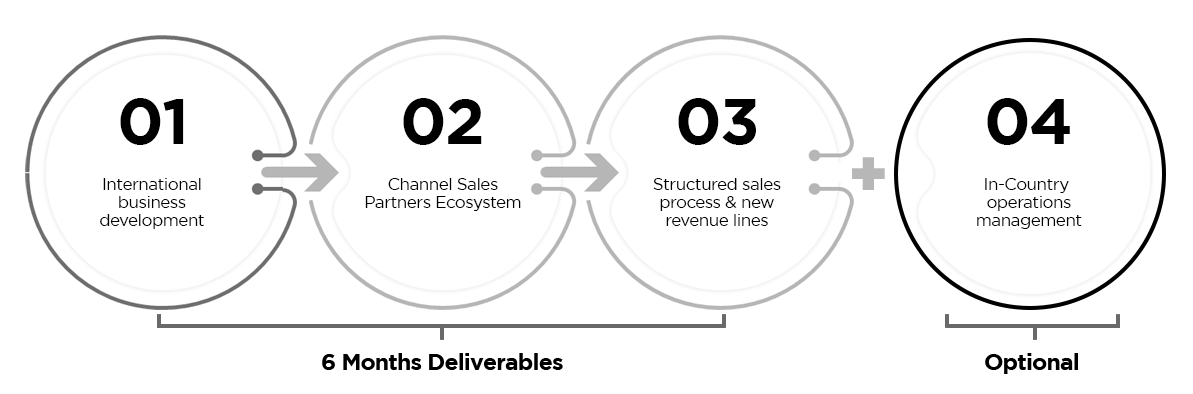 01
International
business
development
02
Channel Sales
Partners Ecosystem
03
Structured sales
process & new
revenue lines
04
In-Country
operations
management
6 Months Deliverables
Optional